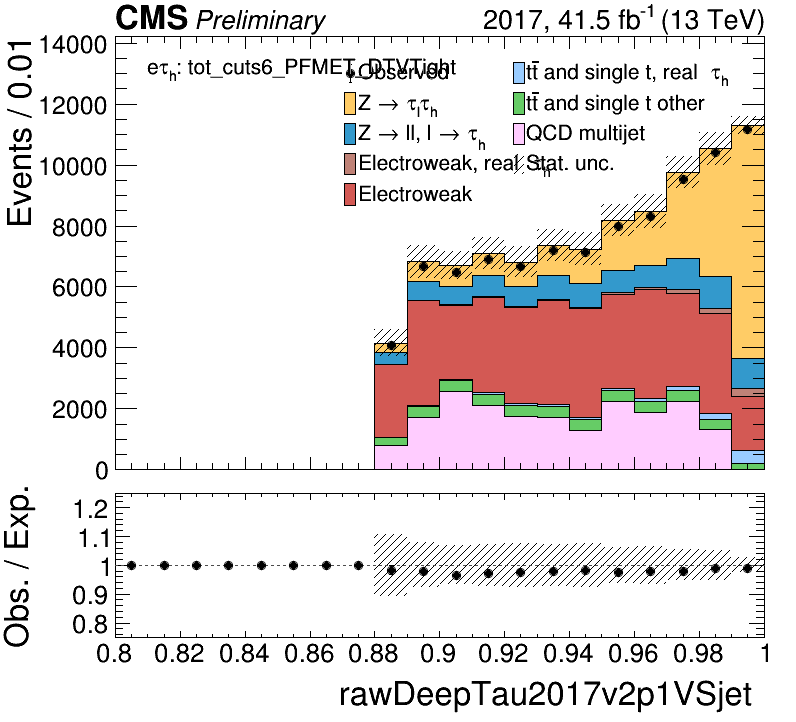 CMS Preliminary 2017, 41.5 fb⁻¹ (13 TeV)
Events / 0.01
14000
12000
10000
8000
6000
4000
2000
0
eτh: tot_cuts6_PFMET_DTVTight
Observed
Z → τlτh
Z → ll, l → τh
Electroweak, real τh
Electroweak
tt̄ and single t, real τh
tt̄ and single t other
QCD multijet
Stat. unc.
Obs. / Exp.
1.2
1.1
1
0.9
0.8
0.8 0.82 0.84 0.86 0.88 0.9 0.92 0.94 0.96 0.98 1
rawDeepTau2017v2p1VSjet